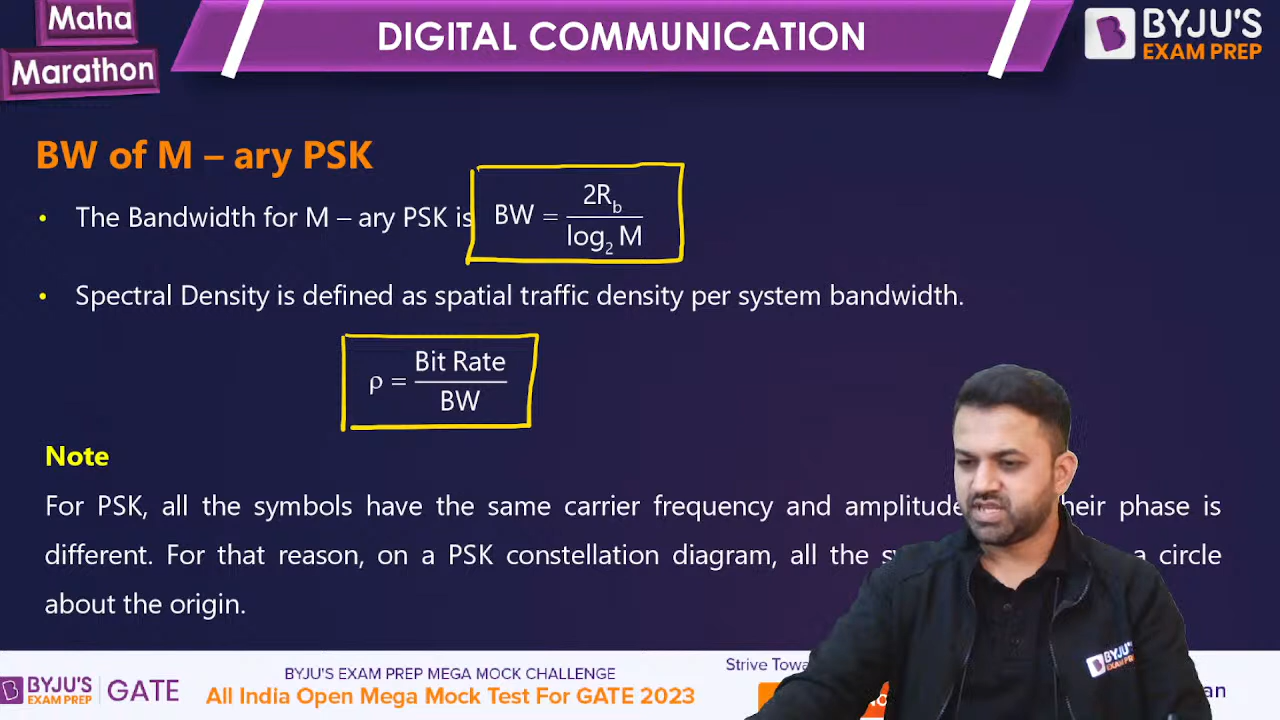 Maha
Marathon
DIGITAL COMMUNICATION
BYJU'S
EXAM PREP
BW of M – ary PSK
• The Bandwidth for M – ary PSK is BW = 2R_b / log_2 M
• Spectral Density is defined as spatial traffic density per system bandwidth.
ρ = Bit Rate / BW
Note
For PSK, all the symbols have the same carrier frequency and amplitude phase is
different. For that reason, on a PSK constellation diagram, all the a circle
about the origin.
BYJU'S
EXAM PREP
BYJU'S
EXAM PREP
GATE
BYJU'S EXAM PREP MEGA MOCK CHALLENGE
All India Open Mega Mock Test For GATE 2023
Strive